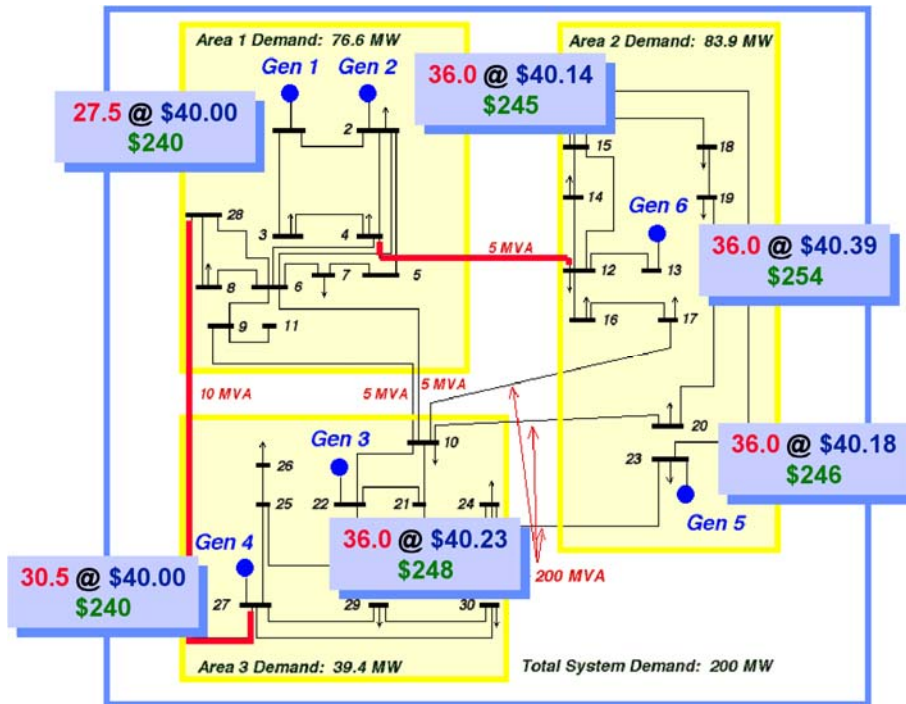 Area 1 Demand: 76.6 MW
Gen 1
Gen 2
27.5 @ $40.00
$240
2
28
3
4
5
6
7
8
9
11
36.0 @ $40.14
$245
Area 2 Demand: 83.9 MW
15
18
14
19
Gen 6
12
13
16
17
36.0 @ $40.39
$254
5 MVA
10 MVA
5 MVA
5 MVA
10
20
23
Gen 5
36.0 @ $40.18
$246
Gen 3
26
25
22
21
24
Gen 4
36.0 @ $40.23
$248
200 MVA
30.5 @ $40.00
$240
27
29
30
Area 3 Demand: 39.4 MW
Total System Demand: 200 MW